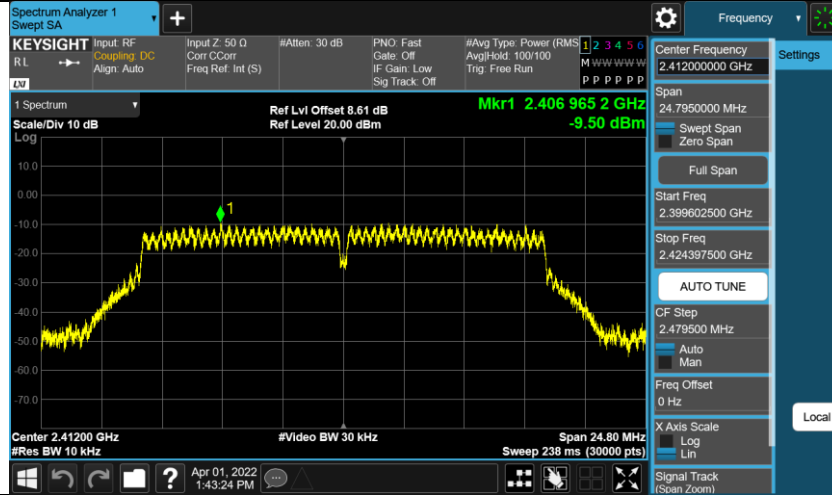 Spectrum Analyzer 1
Swept SA
+
Frequency
KEYSIGHT
R L
LXI
Input: RF
Coupling: DC
Align: Auto
Input Z: 50 Ω
Corr CCorr
Freq Ref: Int (S)
#Atten: 30 dB
PNO: Fast
Gate: Off
IF Gain: Low
Sig Track: Off
#Avg Type: Power (RMS
Avg|Hold: 100/100
Trig: Free Run
1 2 3 4 5 6
M W W W W W
P P P P P P
1 Spectrum
Scale/Div 10 dB
Log
Ref Lvl Offset 8.61 dB
Ref Level 20.00 dBm
Mkr1 2.406 965 2 GHz
-9.50 dBm
1
10.0
0.00
-10.0
-20.0
-30.0
-40.0
-50.0
-60.0
-70.0
Center 2.41200 GHz
#Res BW 10 kHz
#Video BW 30 kHz
Span 24.80 MHz
Sweep 238 ms (30000 pts)
?
Apr 01, 2022
1:43:24 PM
Center Frequency
2.412000000 GHz
Span
24.7950000 MHz
Swept Span
Zero Span
Full Span
Start Freq
2.399602500 GHz
Stop Freq
2.424397500 GHz
AUTO TUNE
CF Step
2.479500 MHz
Auto
Man
Freq Offset
0 Hz
X Axis Scale
Log
Lin
Signal Track
(Span Zoom)
Settings
Local